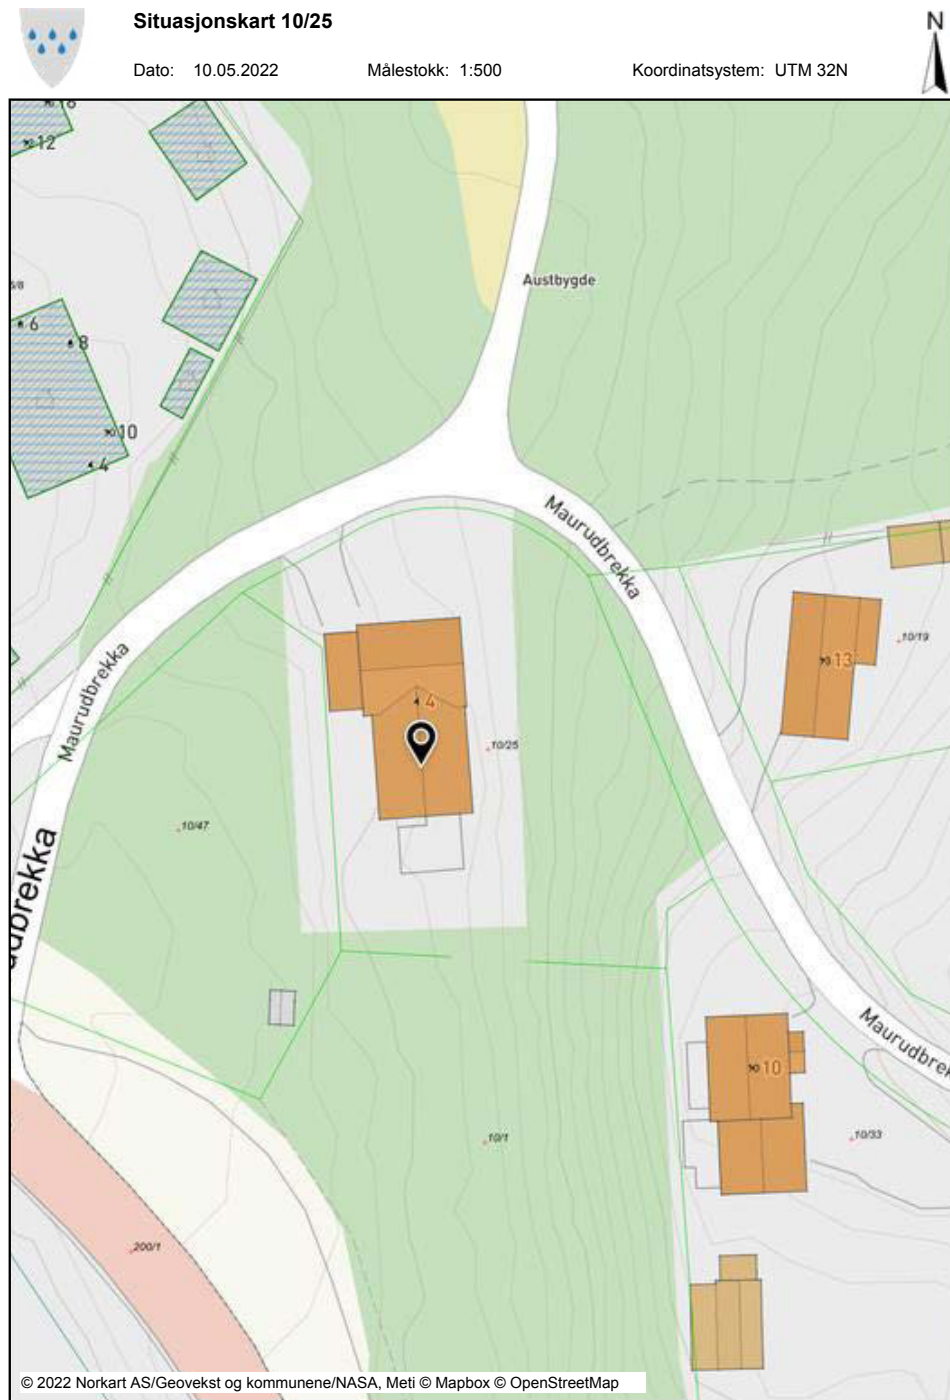 Situasjonskart 10/25
N
Dato: 10.05.2022 Målestokk: 1:500 Koordinatsystem: UTM 32N
12
Austbygde
6
8
10
4
Maurudbrekka
10/19
13
Maurudbrekka
4
10/25
10/47
Maurudbrekka
10
10/33
10/1
200/1
© 2022 Norkart AS/Geovekst og kommunene/NASA, Meti © Mapbox © OpenStreetMap